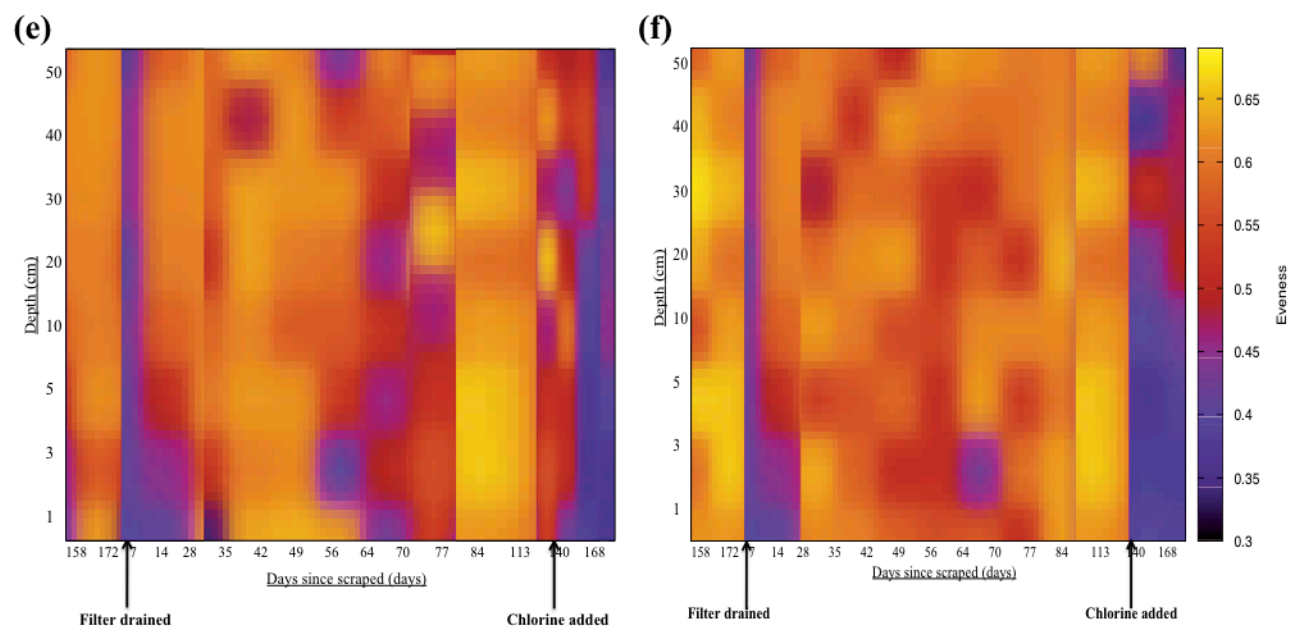 (e)
50
40
30
20
10
5
3
1
Depth (cm)
158 172 7 14 28 35 42 49 56 64 70 77 84 113 140 168
Days since scraped (days)
Filter drained
Chlorine added
(f)
50
40
30
20
10
5
3
1
Depth (cm)
158 172 7 14 28 35 42 49 56 64 70 77 84 113 140 168
Days since scraped (days)
Filter drained
Chlorine added
0.65
0.6
0.55
0.5
0.45
0.4
0.35
0.3
Eveness